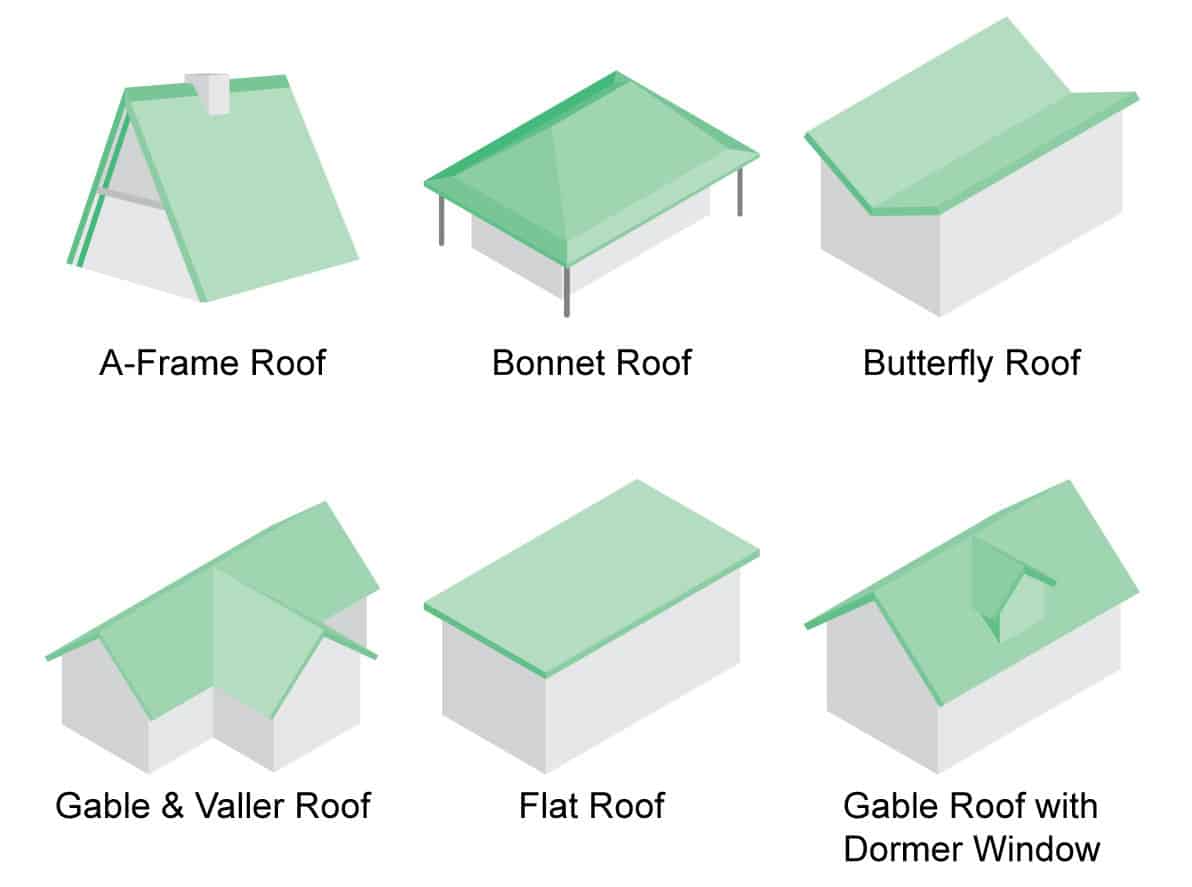 A-Frame Roof
Bonnet Roof
Butterfly Roof
Gable & Valler Roof
Flat Roof
Gable Roof with
Dormer Window